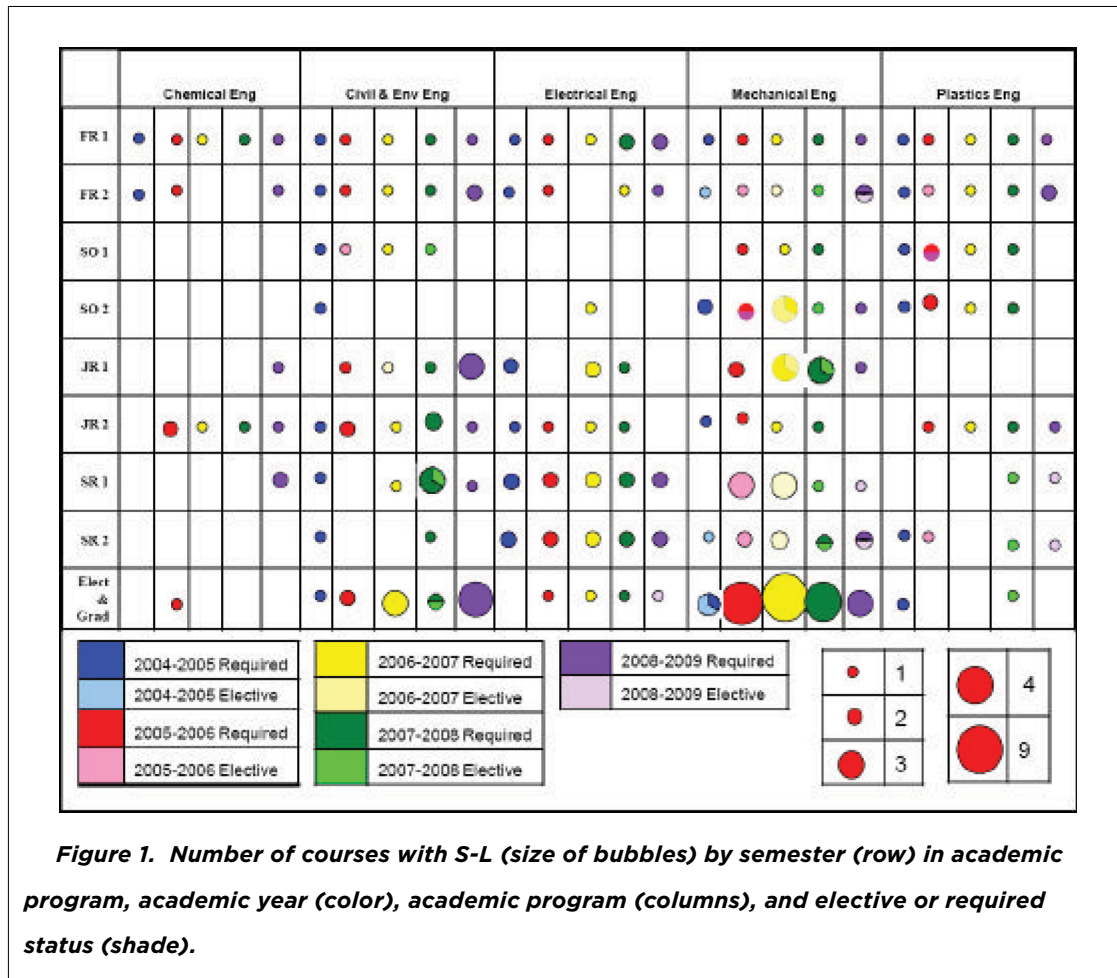 Chemical Eng Civil & Env Eng Electrical Eng Mechanical Eng Plastics Eng
FR 1
FR 2
SO 1
SO 2
JR 1
JR 2
SR 1
SR 2
Elect
&
Grad
2004-2005 Required
2004-2005 Elective
2005-2006 Required
2005-2006 Elective
2006-2007 Required
2006-2007 Elective
2007-2008 Required
2007-2008 Elective
2008-2009 Required
2008-2009 Elective
1
2
3
4
9
Figure 1. Number of courses with S-L (size of bubbles) by semester (row) in academic
program, academic year (color), academic program (columns), and elective or required
status (shade).